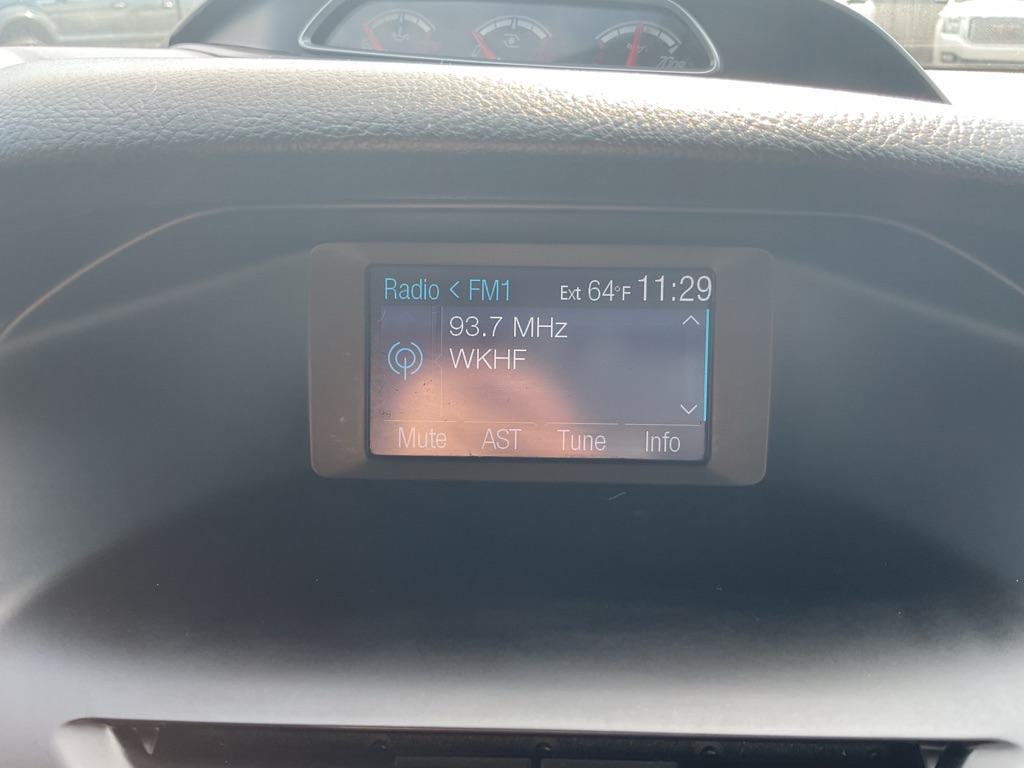 Radio < FM1 Ext 64°F 11:29
93.7 MHz
WKHF
Mute AST Tune Info